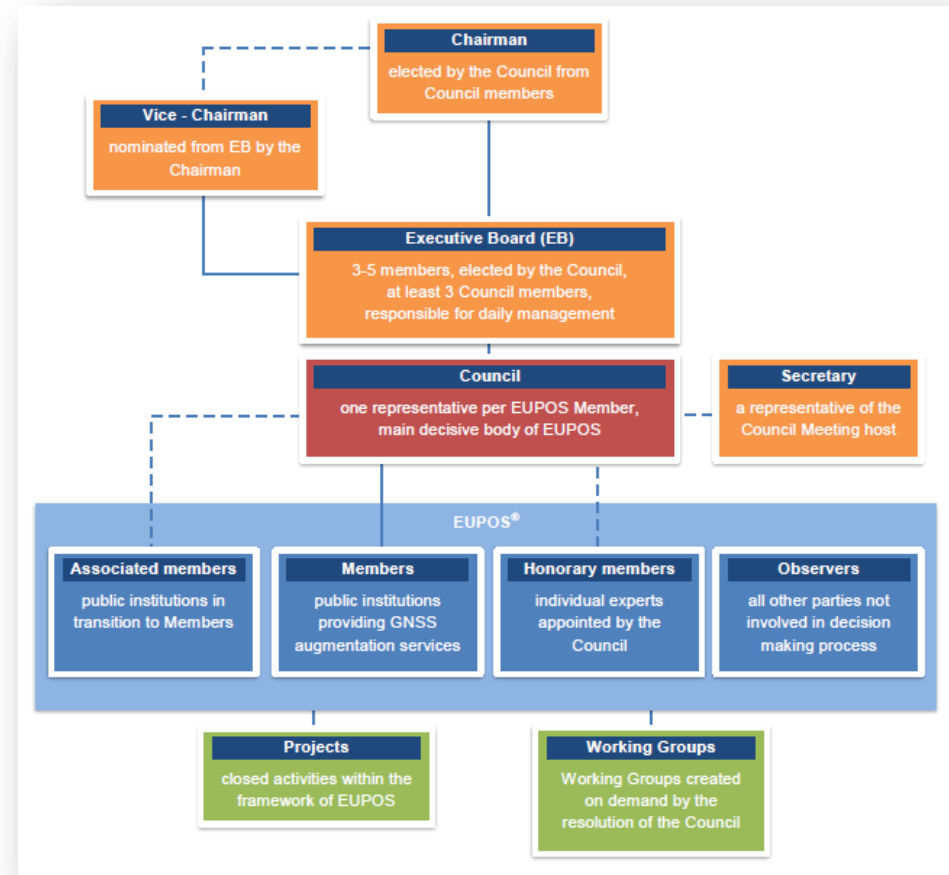 Chairman
elected by the Council from
Council members
Vice - Chairman
nominated from EB by the
Chairman
Executive Board (EB)
3-5 members, elected by the Council,
at least 3 Council members,
responsible for daily management
Council
one representative per EUPOS Member,
main decisive body of EUPOS
Secretary
a representative of the
Council Meeting host
EUPOS®
Associated members
public institutions in
transition to Members
Members
public institutions
providing GNSS
augmentation services
Honorary members
individual experts
appointed by the
Council
Observers
all other parties not
involved in decision
making process
Projects
closed activities within the
framework of EUPOS
Working Groups
Working Groups created
on demand by the
resolution of the Council